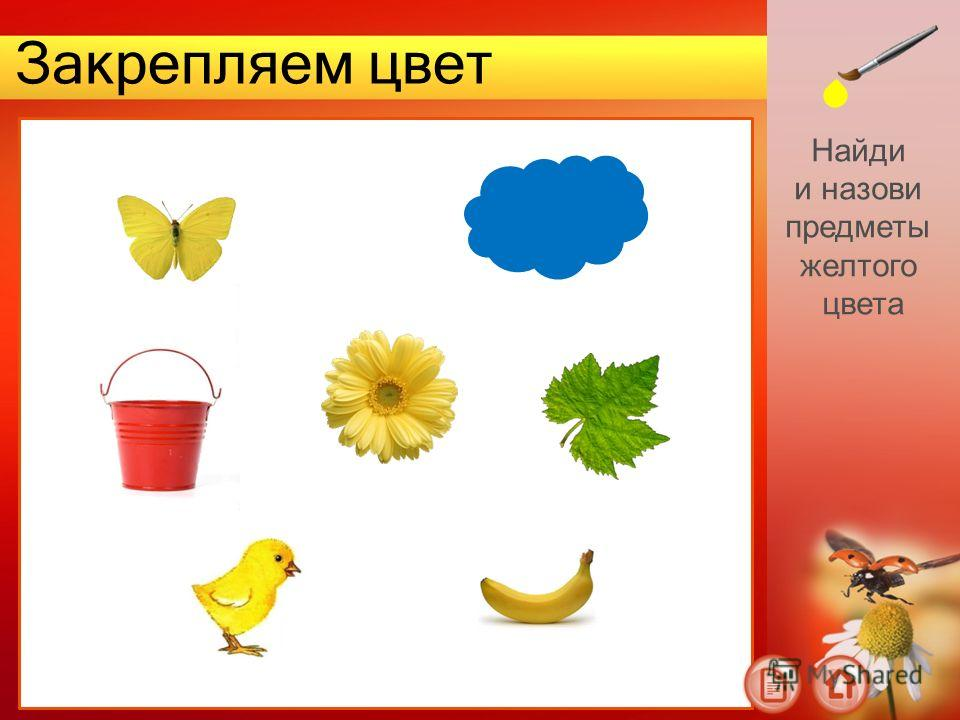 Закрепляем цвет
Найди
и назови
предметы
желтого
цвета
MyShared